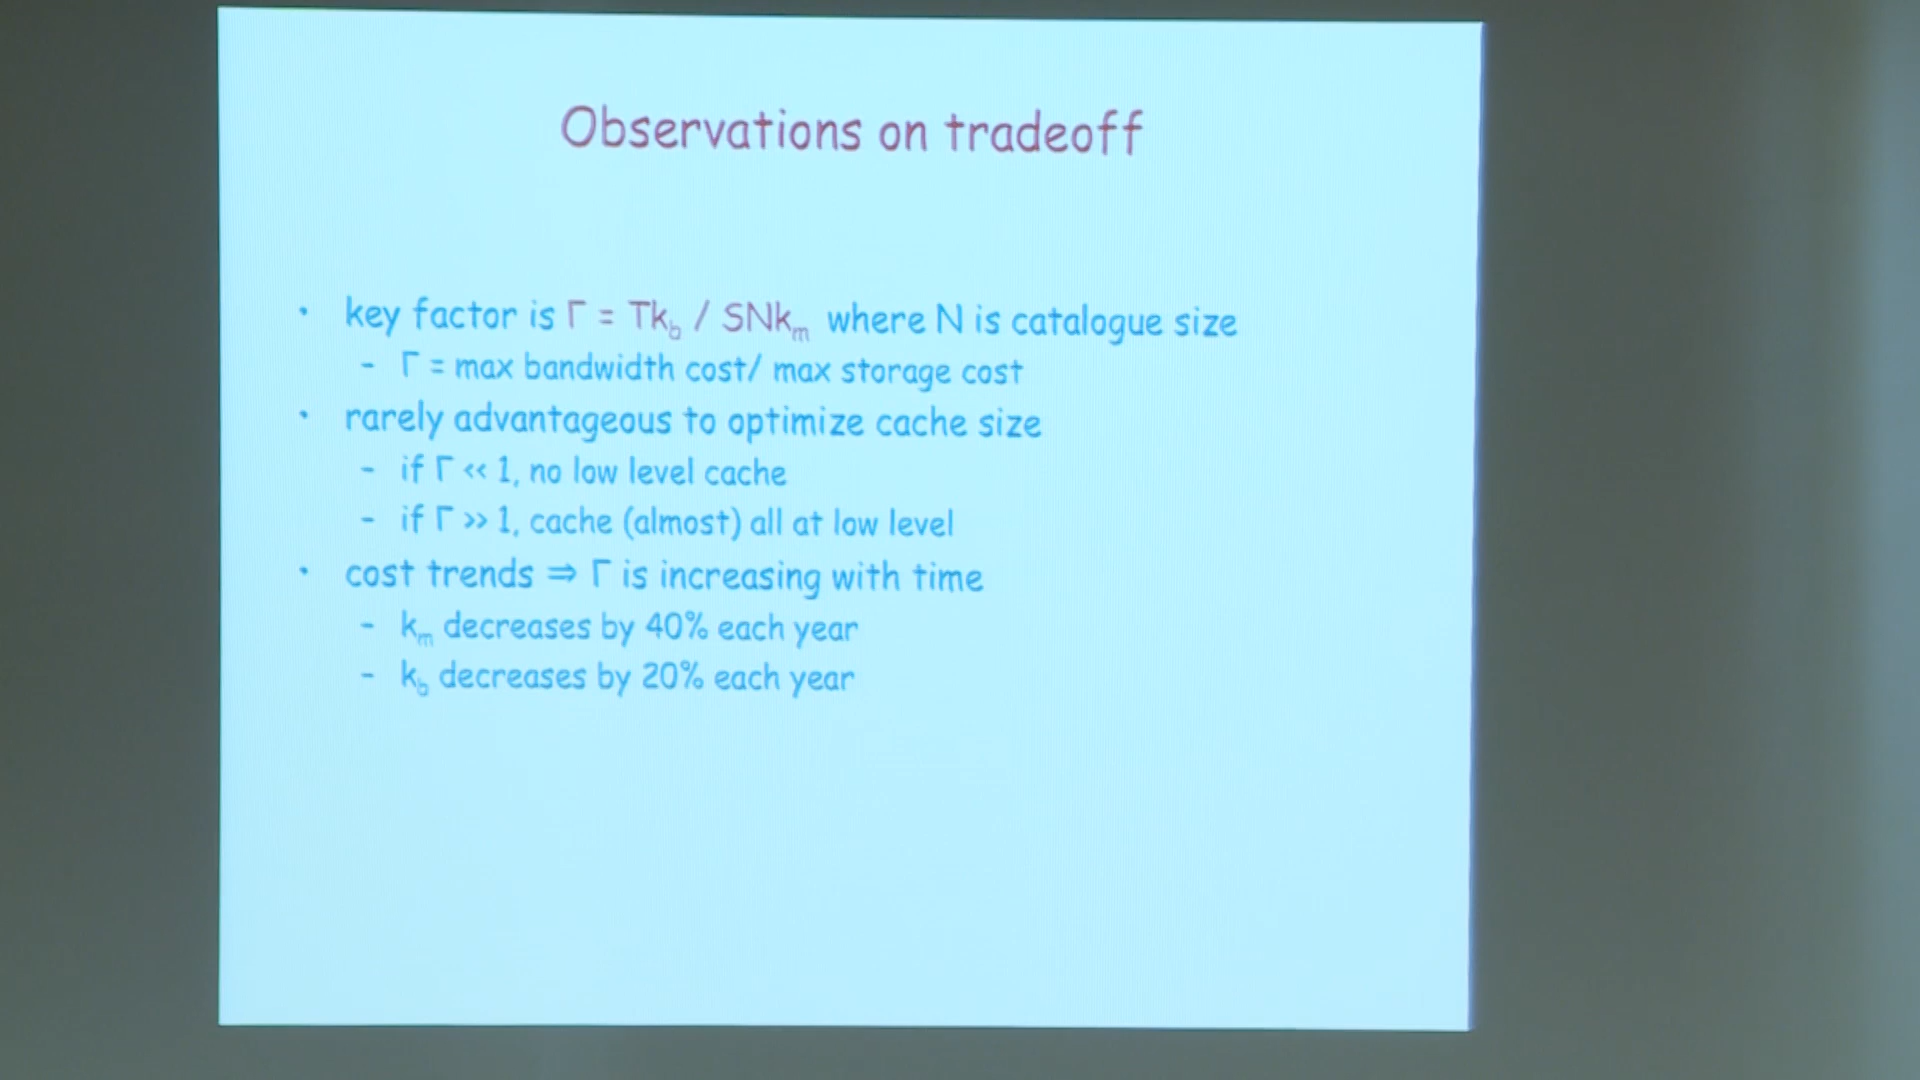 Observations on tradeoff
• key factor is Γ = Tk_b / SNk_m where N is catalogue size
- Γ = max bandwidth cost/ max storage cost
• rarely advantageous to optimize cache size
- if Γ << 1, no low level cache
- if Γ >> 1, cache (almost) all at low level
• cost trends ⇒ Γ is increasing with time
- k_m decreases by 40% each year
- k_b decreases by 20% each year